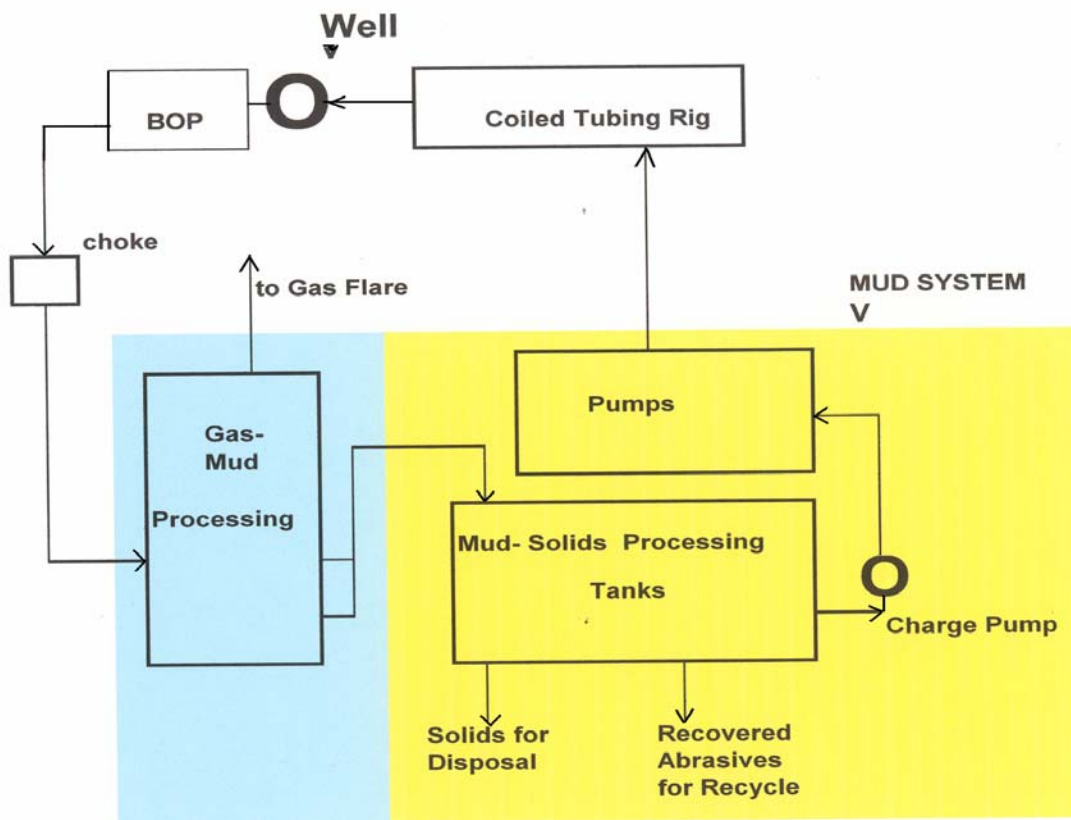 Well
V
BOP
Coiled Tubing Rig
choke
to Gas Flare
MUD SYSTEM
V
Pumps
Gas-
Mud
Processing
Mud- Solids Processing
Tanks
Charge Pump
Solids for
Disposal
Recovered
Abrasives
for Recycle